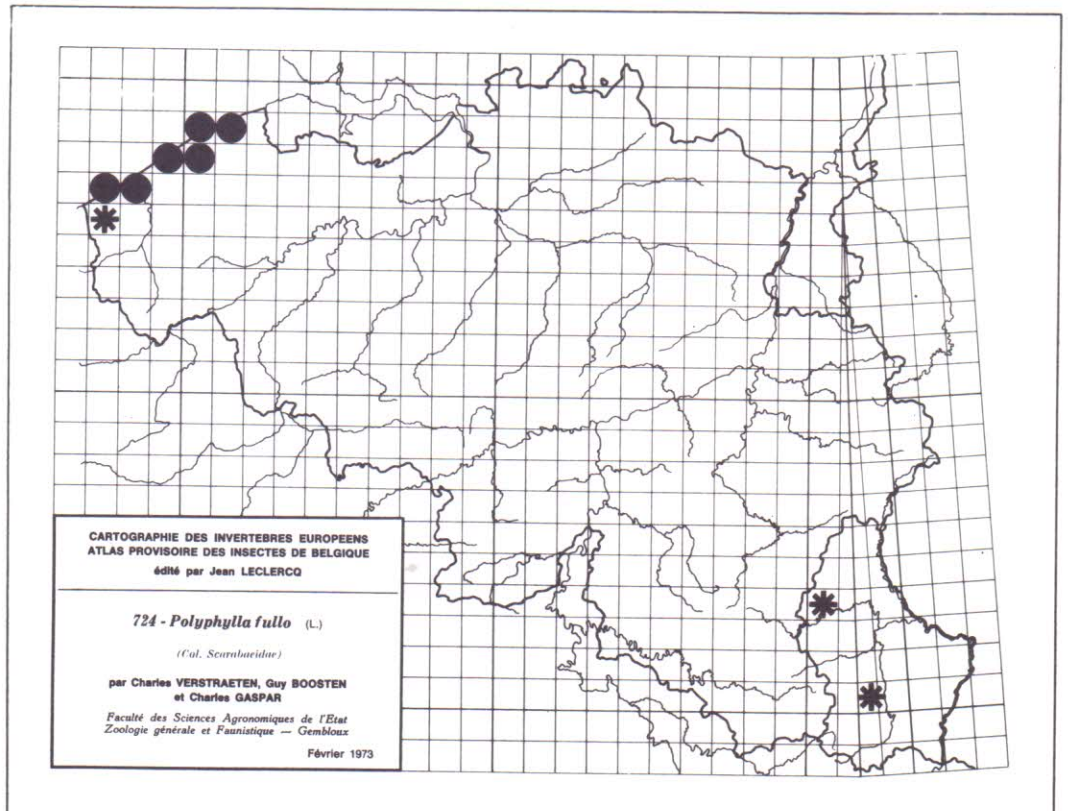 CARTOGRAPHIE DES INVERTEBRES EUROPEENS
ATLAS PROVISOIRE DES INSECTES DE BELGIQUE
édité par Jean LECLERCQ
724 - Polyphylla fullo (L.)
(Col. Scarabaeidae)
par Charles VERSTRAETEN, Guy BOOSTEN
et Charles GASPAR
Faculté des Sciences Agronomiques de l'Etat
Zoologie générale et Faunistique — Gembloux
Février 1973